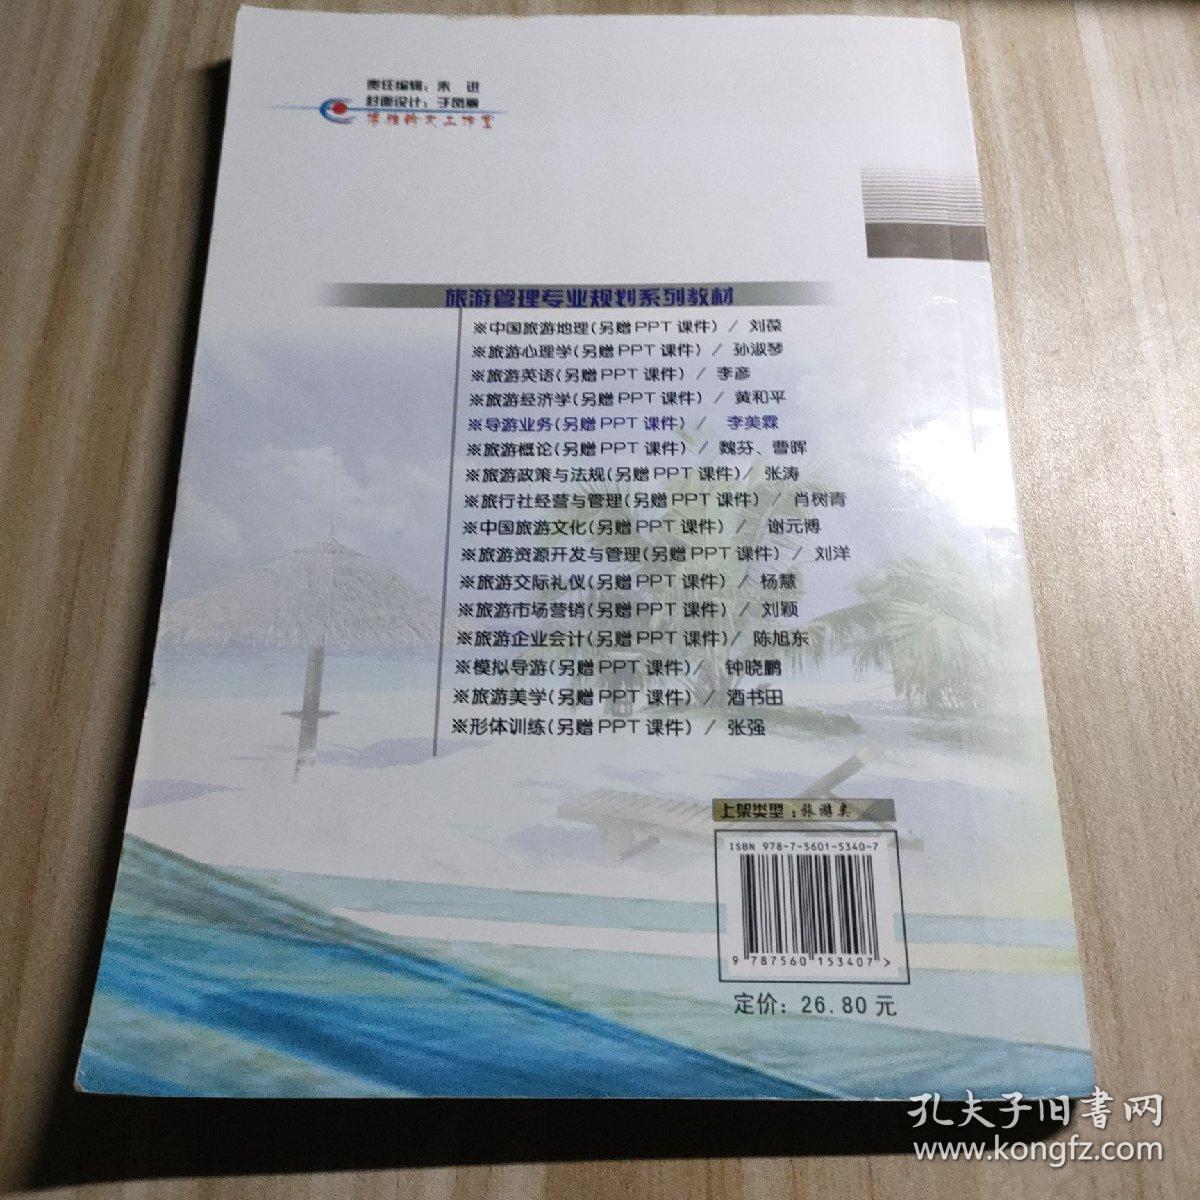 责任编辑：朱 进
封面设计：于凤丽
博雅新文工作室
旅游管理专业规划系列教材
※中国旅游地理(另赠PPT课件) / 刘葆
※旅游心理学(另赠PPT课件) / 孙淑琴
※旅游英语(另赠PPT课件) / 李彦
※旅游经济学(另赠PPT课件) / 黄和平
※导游业务(另赠PPT课件) / 李美霖
※旅游概论(另赠PPT课件) / 魏芬、曹晖
※旅游政策与法规(另赠PPT课件) / 张涛
※旅行社经营与管理(另赠PPT课件) / 肖树青
※中国旅游文化(另赠PPT课件) / 谢元博
※旅游资源开发与管理(另赠PPT课件) / 刘洋
※旅游交际礼仪(另赠PPT课件) / 杨慧
※旅游市场营销(另赠PPT课件) / 刘颖
※旅游企业会计(另赠PPT课件) / 陈旭东
※模拟导游(另赠PPT课件) / 钟晓鹏
※旅游美学(另赠PPT课件) / 酒书田
※形体训练(另赠PPT课件) / 张强
上架类型：旅游类
ISBN 978-7-5601-5340-7
9 787560 153407 >
定价：26.80元
孔夫子旧书网
www.kongfz.com